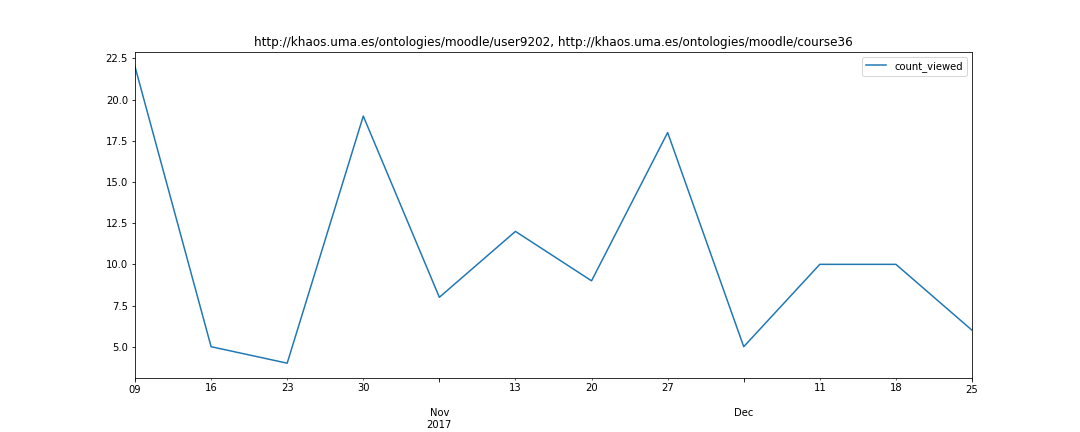 http://khaos.uma.es/ontologies/moodle/user9202, http://khaos.uma.es/ontologies/moodle/course36
count_viewed
22.5
20.0
17.5
15.0
12.5
10.0
7.5
5.0
09 16 23 30 13 20 27 11 18 25
Nov Dec
2017